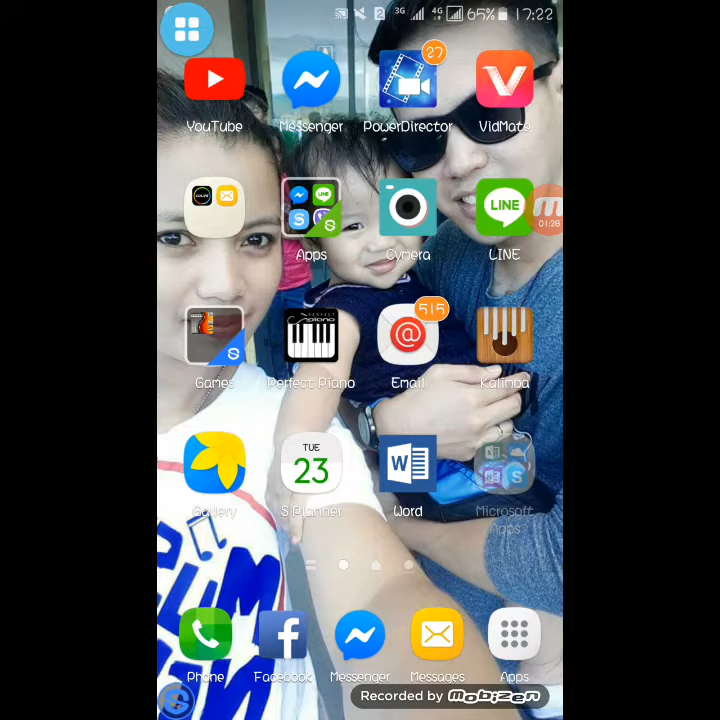 3G 4G 65% 17:22
27
YouTube Messenger PowerDirector VidMate
LINE
Apps Cymera LINE
01:28
515
Games Perfect Piano Email Kalimba
TUE
23
W
Gallery S Planner Word Microsoft
Apps
Phone Facebook Messenger Messages Apps
Recorded by mobizen